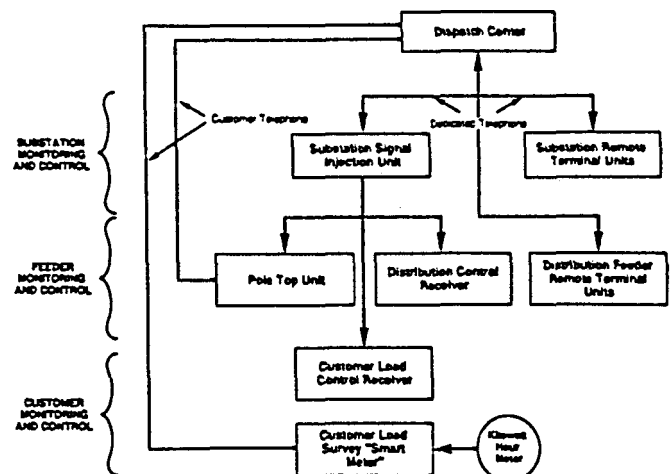 Dispatch Center
Customer Telephone
Dedicated Telephone
SUBSTATION
MONITORING
AND CONTROL
Substation Signal
Injection Unit
Substation Remote
Terminal Units
FEEDER
MONITORING
AND CONTROL
Pole Top Unit
Distribution Control
Receiver
Distribution Feeder
Remote Terminal
Units
Customer Load
Control Receiver
CUSTOMER
MONITORING
AND CONTROL
Customer Load
Survey "Smart
Meter"
Kilowatt
Hour
Meter